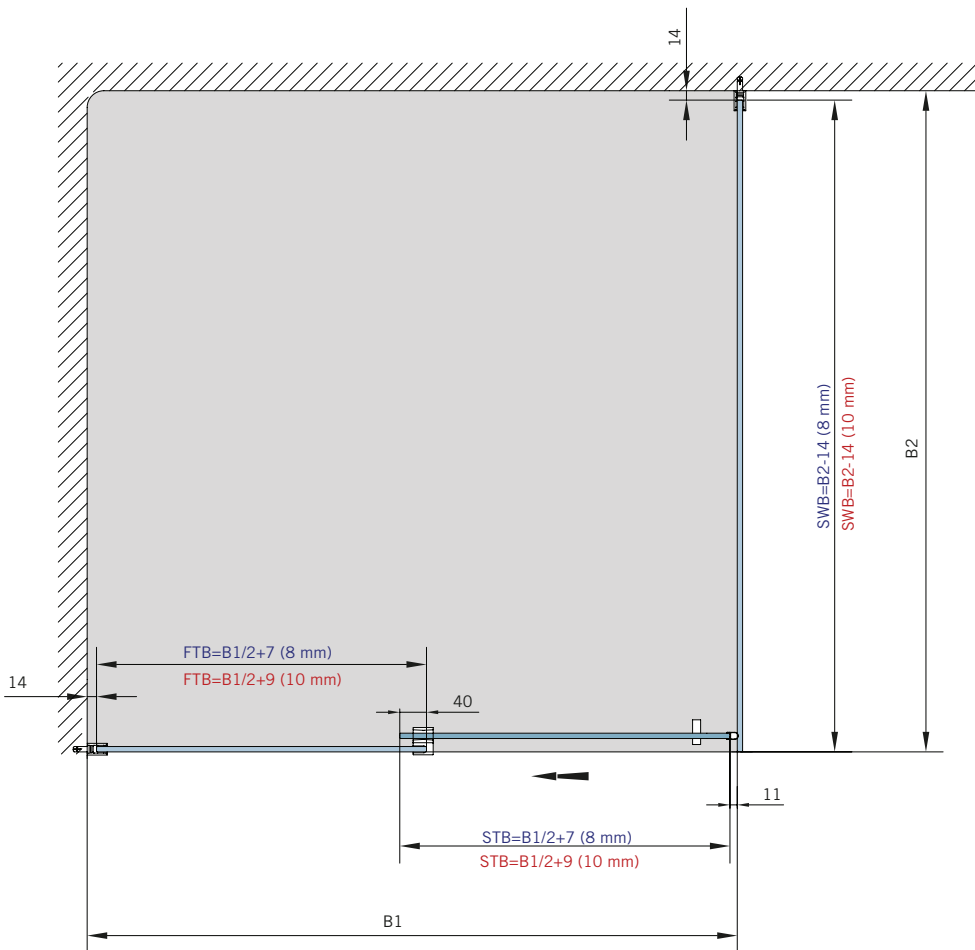 14
SWB=B2-14 (8 mm)
SWB=B2-14 (10 mm)
B2
FTB=B1/2+7 (8 mm)
FTB=B1/2+9 (10 mm)
14
40
11
STB=B1/2+7 (8 mm)
STB=B1/2+9 (10 mm)
B1